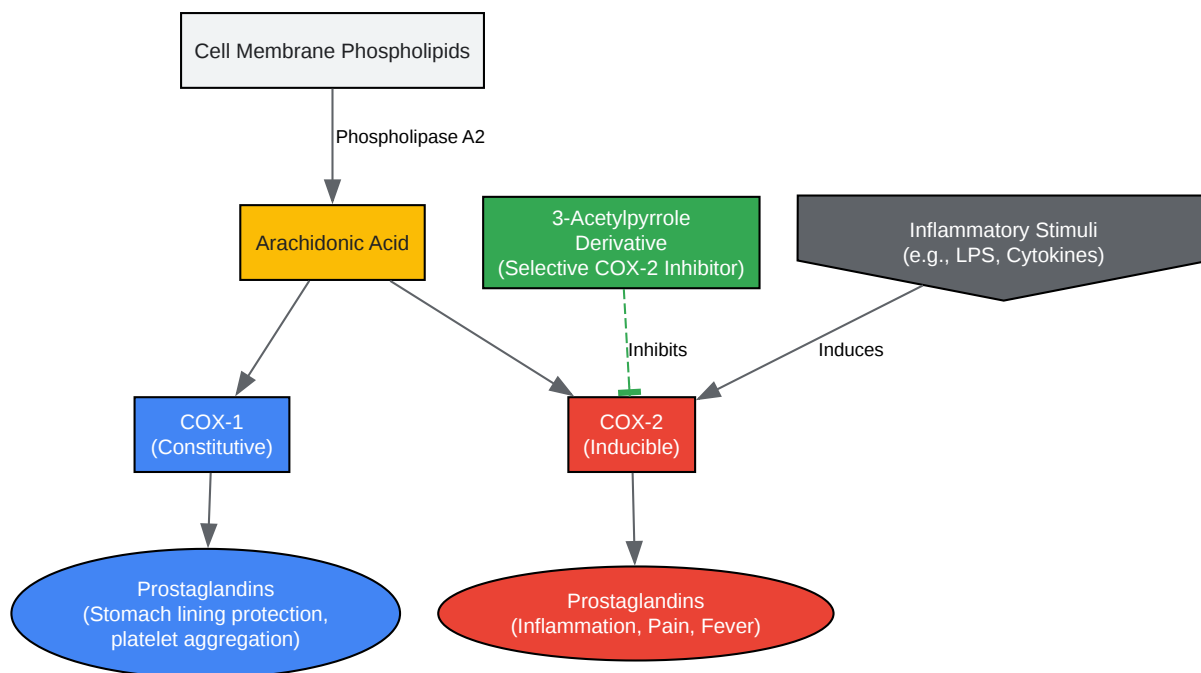 Cell Membrane Phospholipids
Phospholipase A2
Arachidonic Acid
3-Acetylpyrrole
Derivative
(Selective COX-2 Inhibitor)
Inflammatory Stimuli
(e.g., LPS, Cytokines)
Inhibits
Induces
COX-1
(Constitutive)
COX-2
(Inducible)
Prostaglandins
(Stomach lining protection,
platelet aggregation)
Prostaglandins
(Inflammation, Pain, Fever)